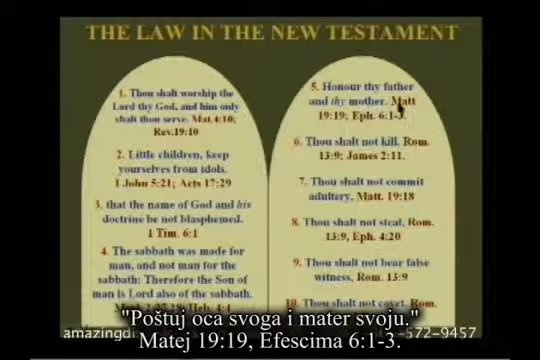 THE LAW IN THE NEW TESTAMENT
1. Thou shalt worship the
Lord thy God, and him only
shalt thou serve. Mat.4:10;
Rev.19:10
2. Little children, keep
yourselves from idols.
1 John 5:21; Acts 17:29
3. that the name of God and his
doctrine be not blasphemed.
1 Tim. 6:1
4. The sabbath was made for
man, and not man for the
sabbath: Therefore the Son of
man is Lord also of the sabbath.
5. Honour thy father
and thy mother. Matt
19:19; Eph. 6:1-3.
6. Thou shalt not kill. Rom.
13:9; James 2:11.
7. Thou shalt not commit
adultery, Matt. 19:18
8. Thou shalt not steal, Rom.
13:9, Eph. 4:20
9. Thou shalt not bear false
witness, Rom. 13:9
10. Thou shalt not covet. Rom.
"Poštuj oca svoga i mater svoju."
Matej 19:19, Efescima 6:1-3.
-572-9457